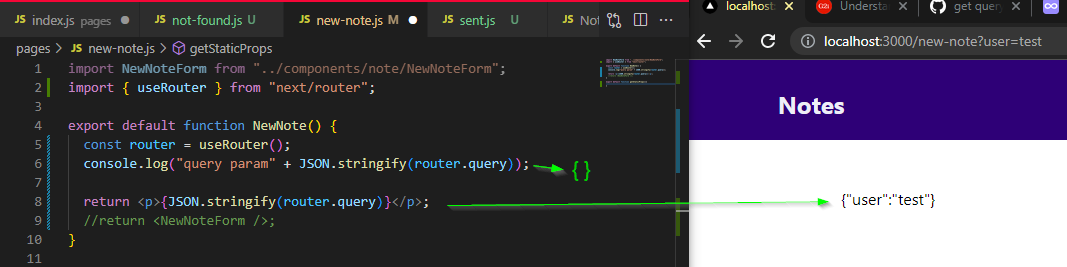 JS index.js pages
JS not-found.js U
JS new-note.js M
JS sent.js U
Not
pages > JS new-note.js > getStaticProps
1 import NewNoteForm from "../components/note/NewNoteForm";
2 import { useRouter } from "next/router";
3
4 export default function NewNote() {
5 const router = useRouter();
6 console.log("query param" + JSON.stringify(router.query));
{ }
7
8 return <p>{JSON.stringify(router.query)}</p>;
9 //return <NewNoteForm />;
10 }
11
localhost:
Understa
get query
localhost:3000/new-note?user=test
Notes
{"user":"test"}